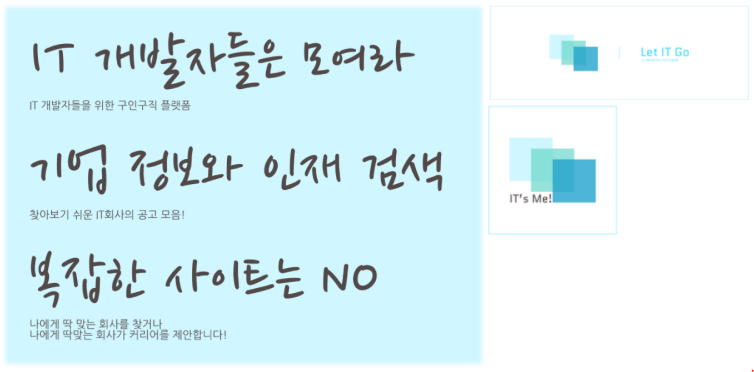 IT 개발자들은 모여라
IT 개발자들을 위한 구인구직 플랫폼
기업 정보와 인재 검색
찾아보기 쉬운 IT회사의 공고 모음!
복잡한 사이트는 NO
나에게 딱 맞는 회사를 찾거나
나에게 딱맞는 회사가 커리어를 제안합니다!
Let IT Go
IT's Me!